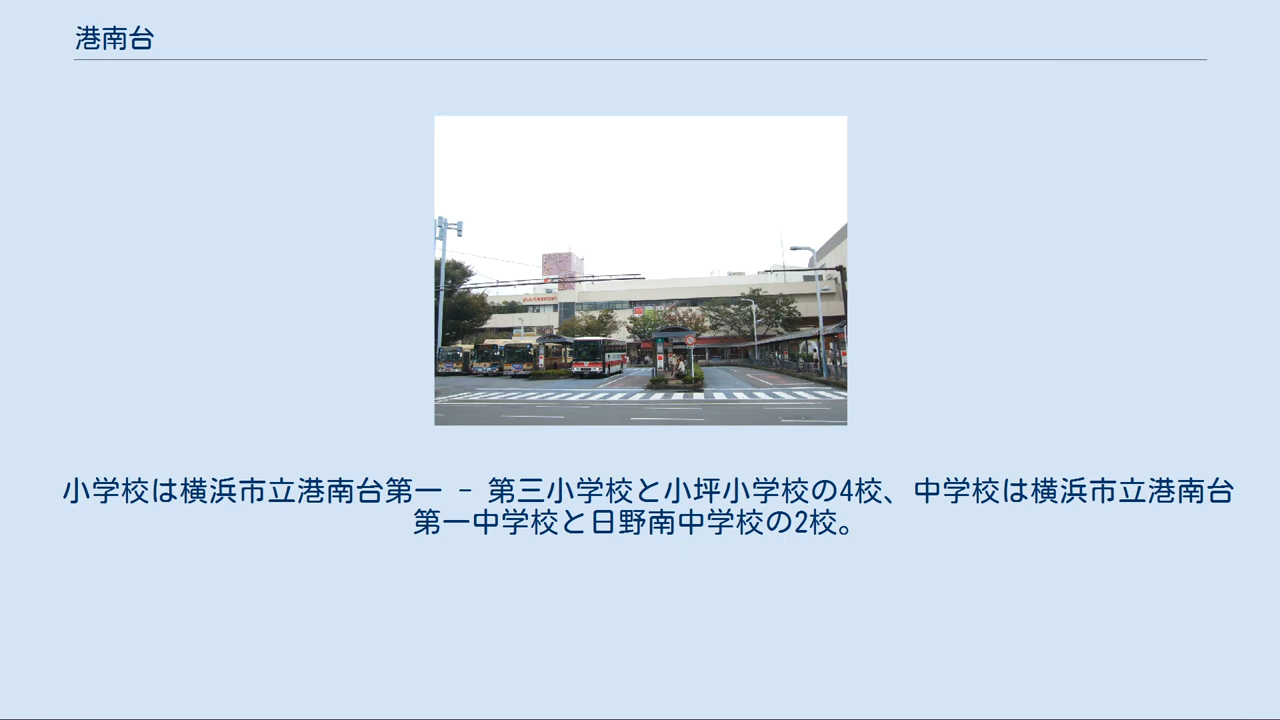 港南台
小学校は横浜市立港南台第一 - 第三小学校と小坪小学校の4校、中学校は横浜市立港南台
第一中学校と日野南中学校の2校。